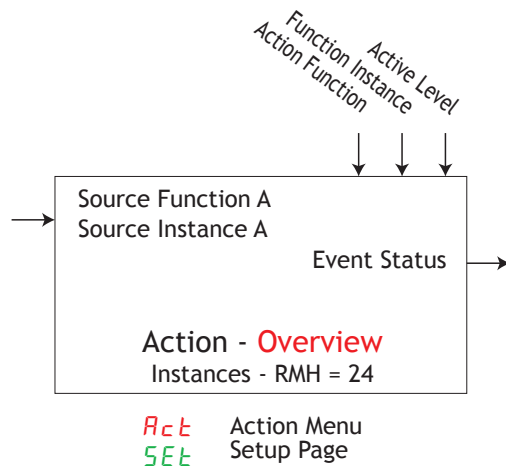 Action Function
Function Instance
Active Level
Source Function A
Source Instance A
Event Status
Action - Overview
Instances - RMH = 24
Act Action Menu
SEt Setup Page